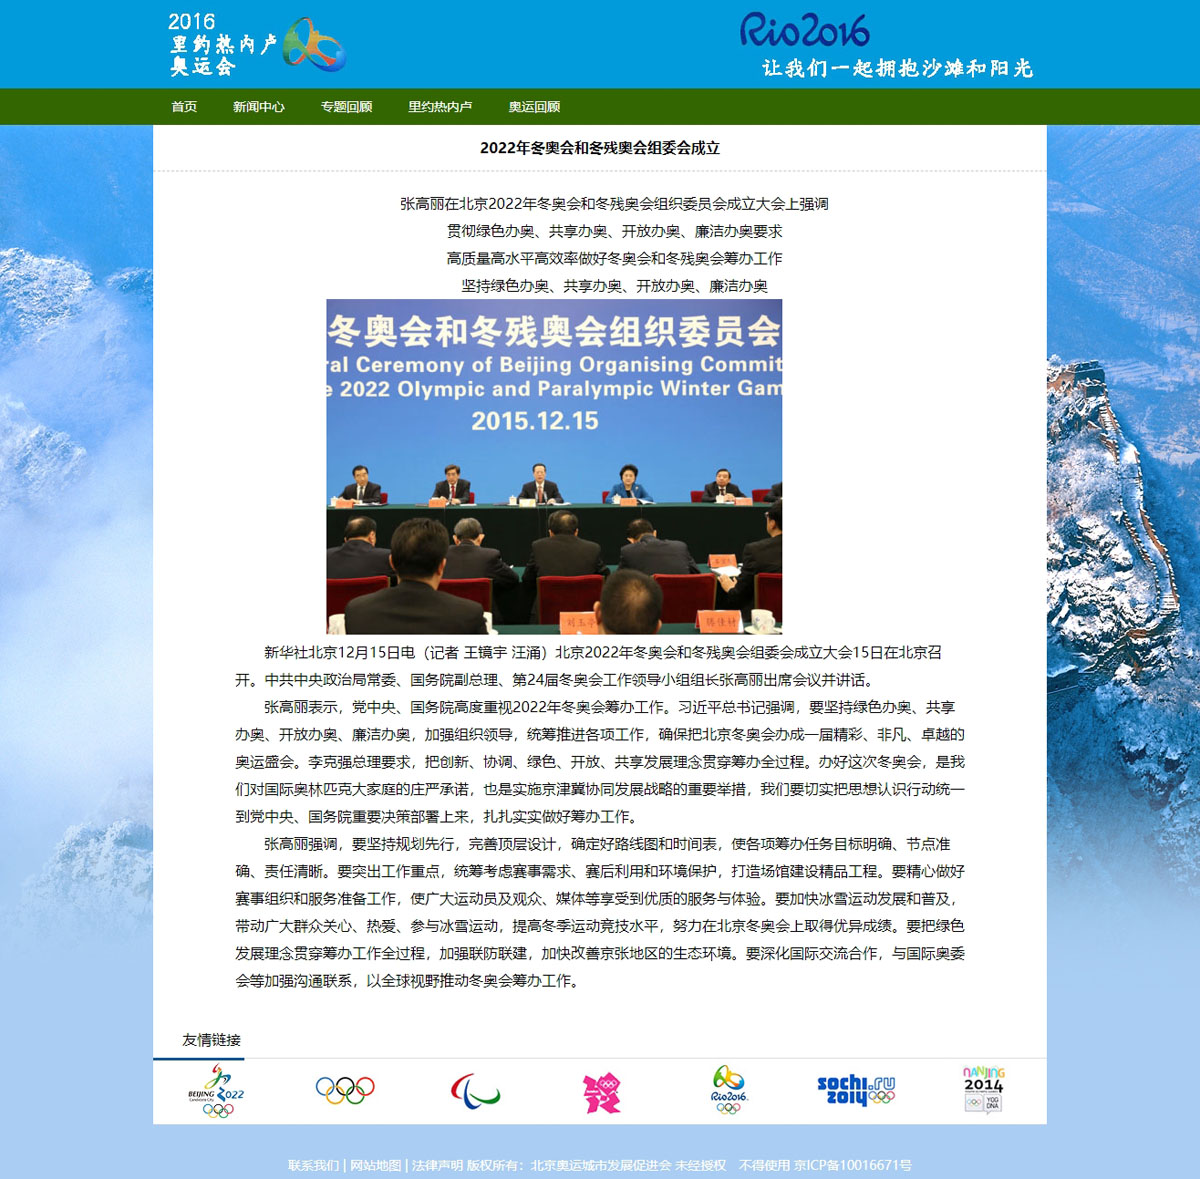 2016
里约热内卢
奥运会
Rio2016
让我们一起拥抱沙滩和阳光
首页 新闻中心 专题回顾 里约热内卢 奥运回顾
2022年冬奥会和冬残奥会组委会成立
张高丽在北京2022年冬奥会和冬残奥会组织委员会成立大会上强调
贯彻绿色办奥、共享办奥、开放办奥、廉洁办奥要求
高质量高水平高效率做好冬奥会和冬残奥会筹办工作
坚持绿色办奥、共享办奥、开放办奥、廉洁办奥
冬奥会和冬残奥会组织委员会
ral Ceremony of Beijing Organising Commit
e 2022 Olympic and Paralympic Winter Gam
2015.12.15
新华社北京12月15日电（记者 王镜宇 汪涌）北京2022年冬奥会和冬残奥会组委会成立大会15日在北京召
开。中共中央政治局常委、国务院副总理、第24届冬奥会工作领导小组组长张高丽出席会议并讲话。
张高丽表示，党中央、国务院高度重视2022年冬奥会筹办工作。习近平总书记强调，要坚持绿色办奥、共享
办奥、开放办奥、廉洁办奥，加强组织领导，统筹推进各项工作，确保把北京冬奥会办成一届精彩、非凡、卓越的
奥运盛会。李克强总理要求，把创新、协调、绿色、开放、共享发展理念贯穿筹办全过程。办好这次冬奥会，是我
们对国际奥林匹克大家庭的庄严承诺，也是实施京津冀协同发展战略的重要举措，我们要切实把思想认识行动统一
到党中央、国务院重要决策部署上来，扎扎实实做好筹办工作。
张高丽强调，要坚持规划先行，完善顶层设计，确定好路线图和时间表，使各项筹办任务目标明确、节点准
确、责任清晰。要突出工作重点，统筹考虑赛事需求、赛后利用和环境保护，打造场馆建设精品工程。要精心做好
赛事组织和服务准备工作，使广大运动员及观众、媒体等享受到优质的服务与体验。要加快冰雪运动发展和普及，
带动广大群众关心、热爱、参与冰雪运动，提高冬季运动竞技水平，努力在北京冬奥会上取得优异成绩。要把绿色
发展理念贯穿筹办工作全过程，加强联防联建，加快改善京张地区的生态环境。要深化国际交流合作，与国际奥委
会等加强沟通联系，以全球视野推动冬奥会筹办工作。
友情链接
BEIJING 2022
Candidate City
Rio2016
sochi.ru
2014
NANJING
2014
YOG
DNA
联系我们 | 网站地图 | 法律声明 版权所有：北京奥运城市发展促进会 未经授权 不得使用 京ICP备10016671号